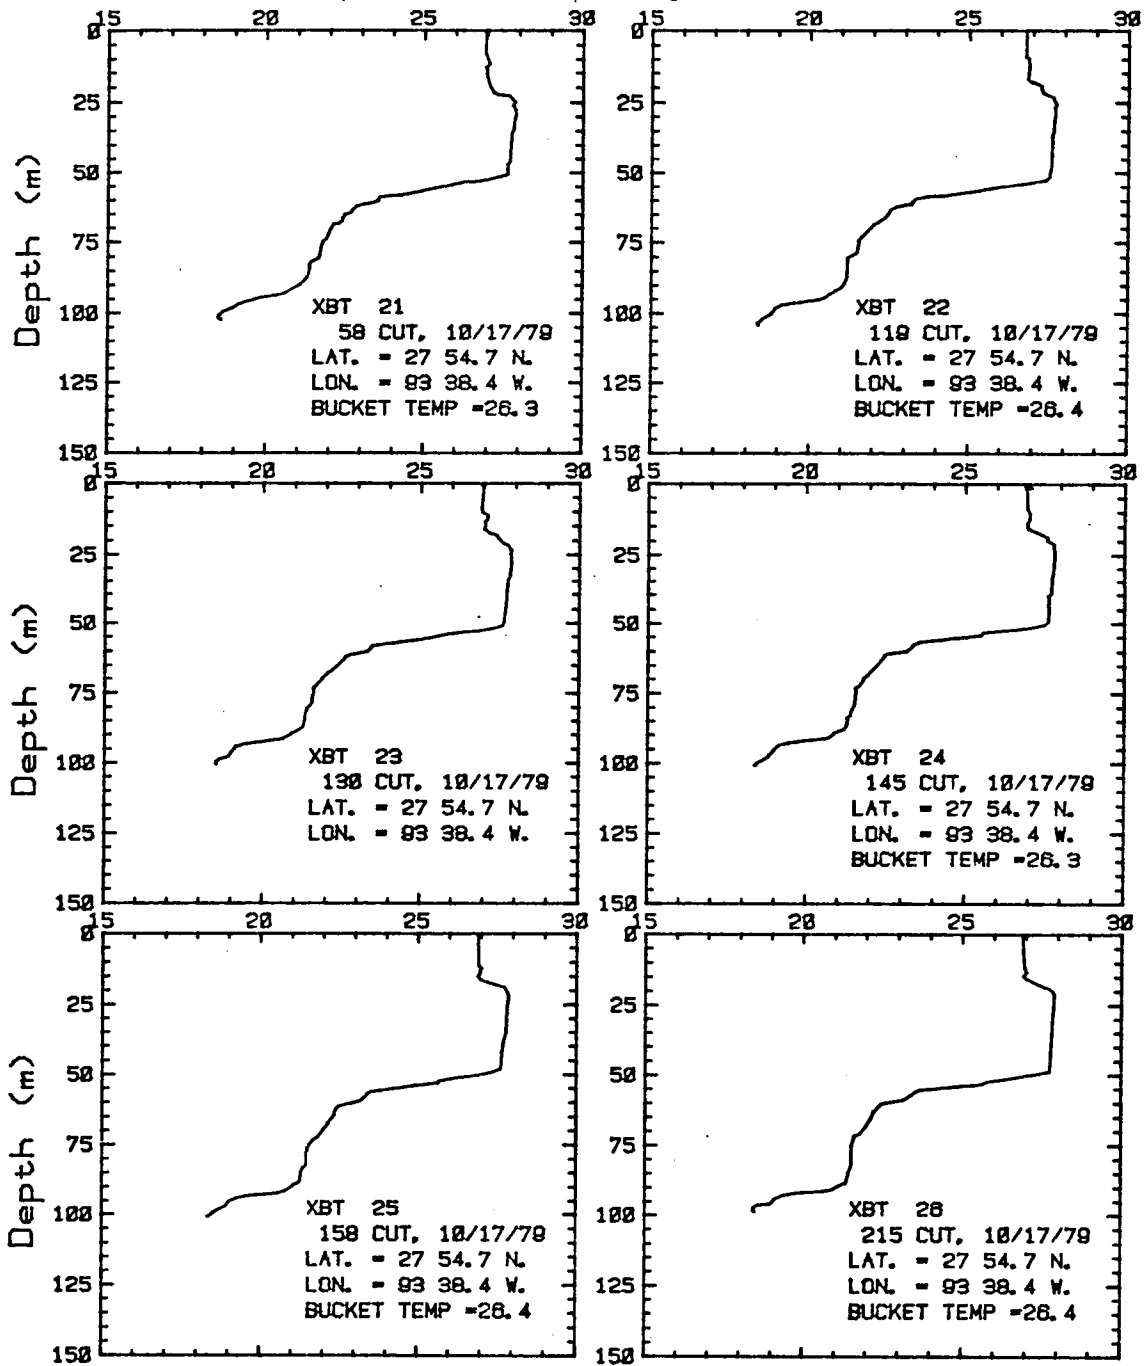 15 20 25 30
15 20 25 30
0
25
50
75
100
125
150
Depth (m)
XBT 21
58 CUT, 10/17/79
LAT. = 27 54.7 N.
LON. = 93 38.4 W.
BUCKET TEMP =26.3
0
25
50
75
100
125
150
XBT 22
119 CUT, 10/17/79
LAT. = 27 54.7 N.
LON. = 93 38.4 W.
BUCKET TEMP =26.4
15 20 25 30
15 20 25 30
0
25
50
75
100
125
150
Depth (m)
XBT 23
130 CUT, 10/17/79
LAT. = 27 54.7 N.
LON. = 93 38.4 W.
0
25
50
75
100
125
150
XBT 24
145 CUT, 10/17/79
LAT. = 27 54.7 N.
LON. = 93 38.4 W.
BUCKET TEMP =26.3
15 20 25 30
15 20 25 30
0
25
50
75
100
125
150
Depth (m)
XBT 25
158 CUT, 10/17/79
LAT. = 27 54.7 N.
LON. = 93 38.4 W.
BUCKET TEMP =26.4
0
25
50
75
100
125
150
XBT 26
215 CUT, 10/17/79
LAT. = 27 54.7 N.
LON. = 93 38.4 W.
BUCKET TEMP =26.4